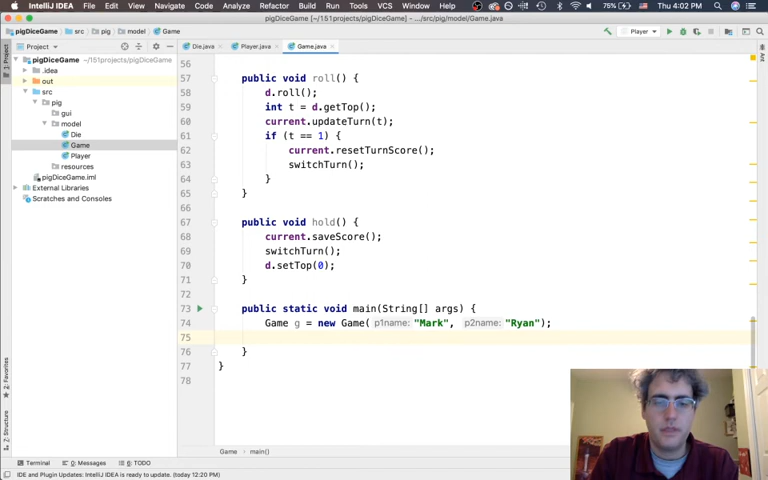 IntelliJ IDEA File Edit View Navigate Code Analyze Refactor Build Run Tools VCS Window Help 75% Thu 4:02 PM
pigDiceGame [~/151projects/pigDiceGame] – .../src/pig/model/Game.java
pigDiceGame src pig model Game Player
Project Die.java Player.java Game.java
1: Project
Ant
pigDiceGame ~/151projects/pigDiceGame
.idea
out
src
pig
gui
model
Die
Game
Player
resources
pigDiceGame.iml
External Libraries
Scratches and Consoles
2: Favorites
7: Structure
56
57 public void roll() {
58 d.roll();
59 int t = d.getTop();
60 current.updateTurn(t);
61 if (t == 1) {
62 current.resetTurnScore();
63 switchTurn();
64 }
65 }
66
67 public void hold() {
68 current.saveScore();
69 switchTurn();
70 d.setTop(0);
71 }
72
73 public static void main(String[] args) {
74 Game g = new Game( p1name: "Mark", p2name: "Ryan");
75
76 }
77 }
78
Game main()
Terminal 0: Messages 6: TODO
IDE and Plugin Updates: IntelliJ IDEA is ready to update. (today 12:20 PM)